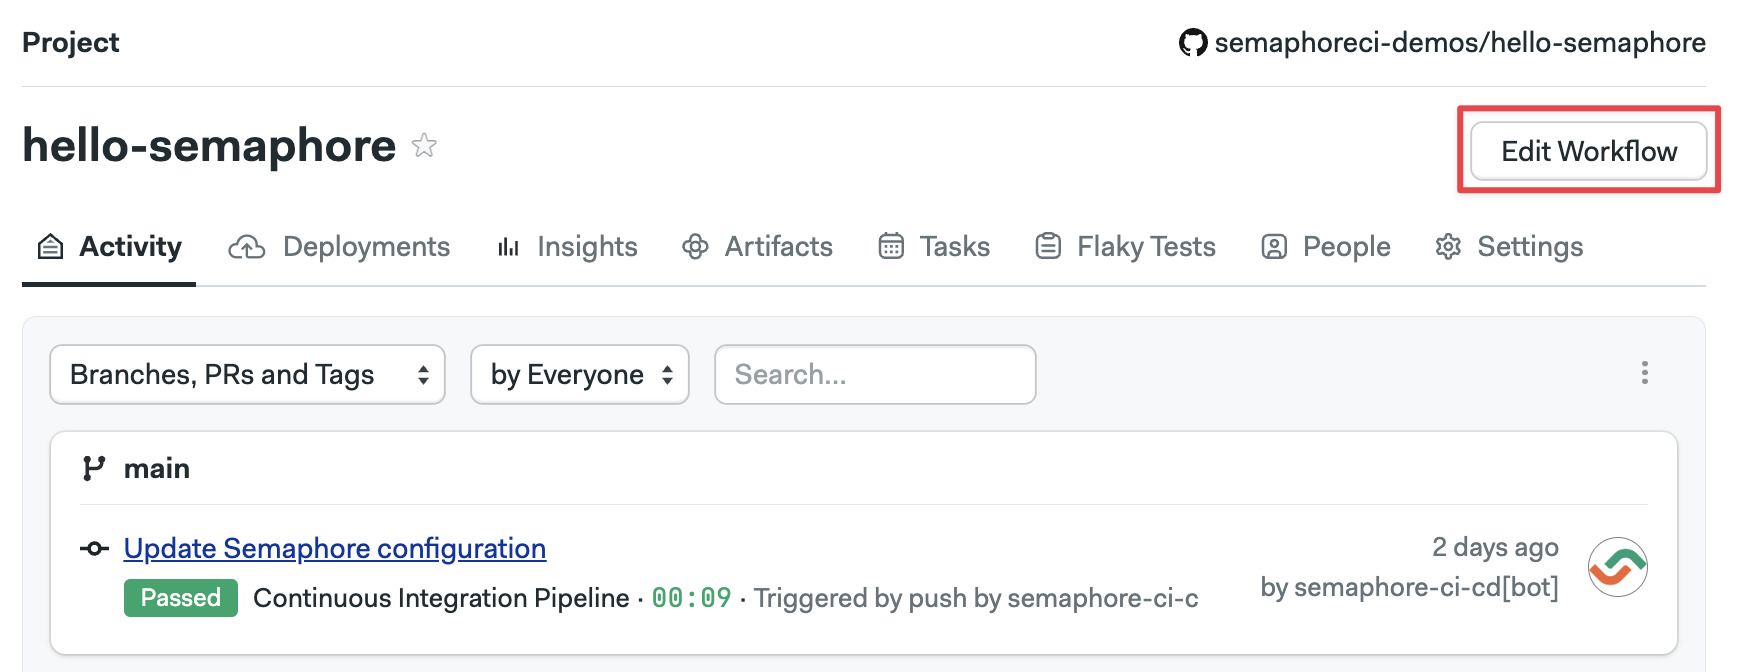 Project
semaphoreci-demos/hello-semaphore
hello-semaphore
Edit Workflow
Activity Deployments Insights Artifacts Tasks Flaky Tests People Settings
Branches, PRs and Tags by Everyone Search...
main
Update Semaphore configuration
2 days ago
Passed Continuous Integration Pipeline · 00:09 · Triggered by push by semaphore-ci-c
by semaphore-ci-cd[bot]